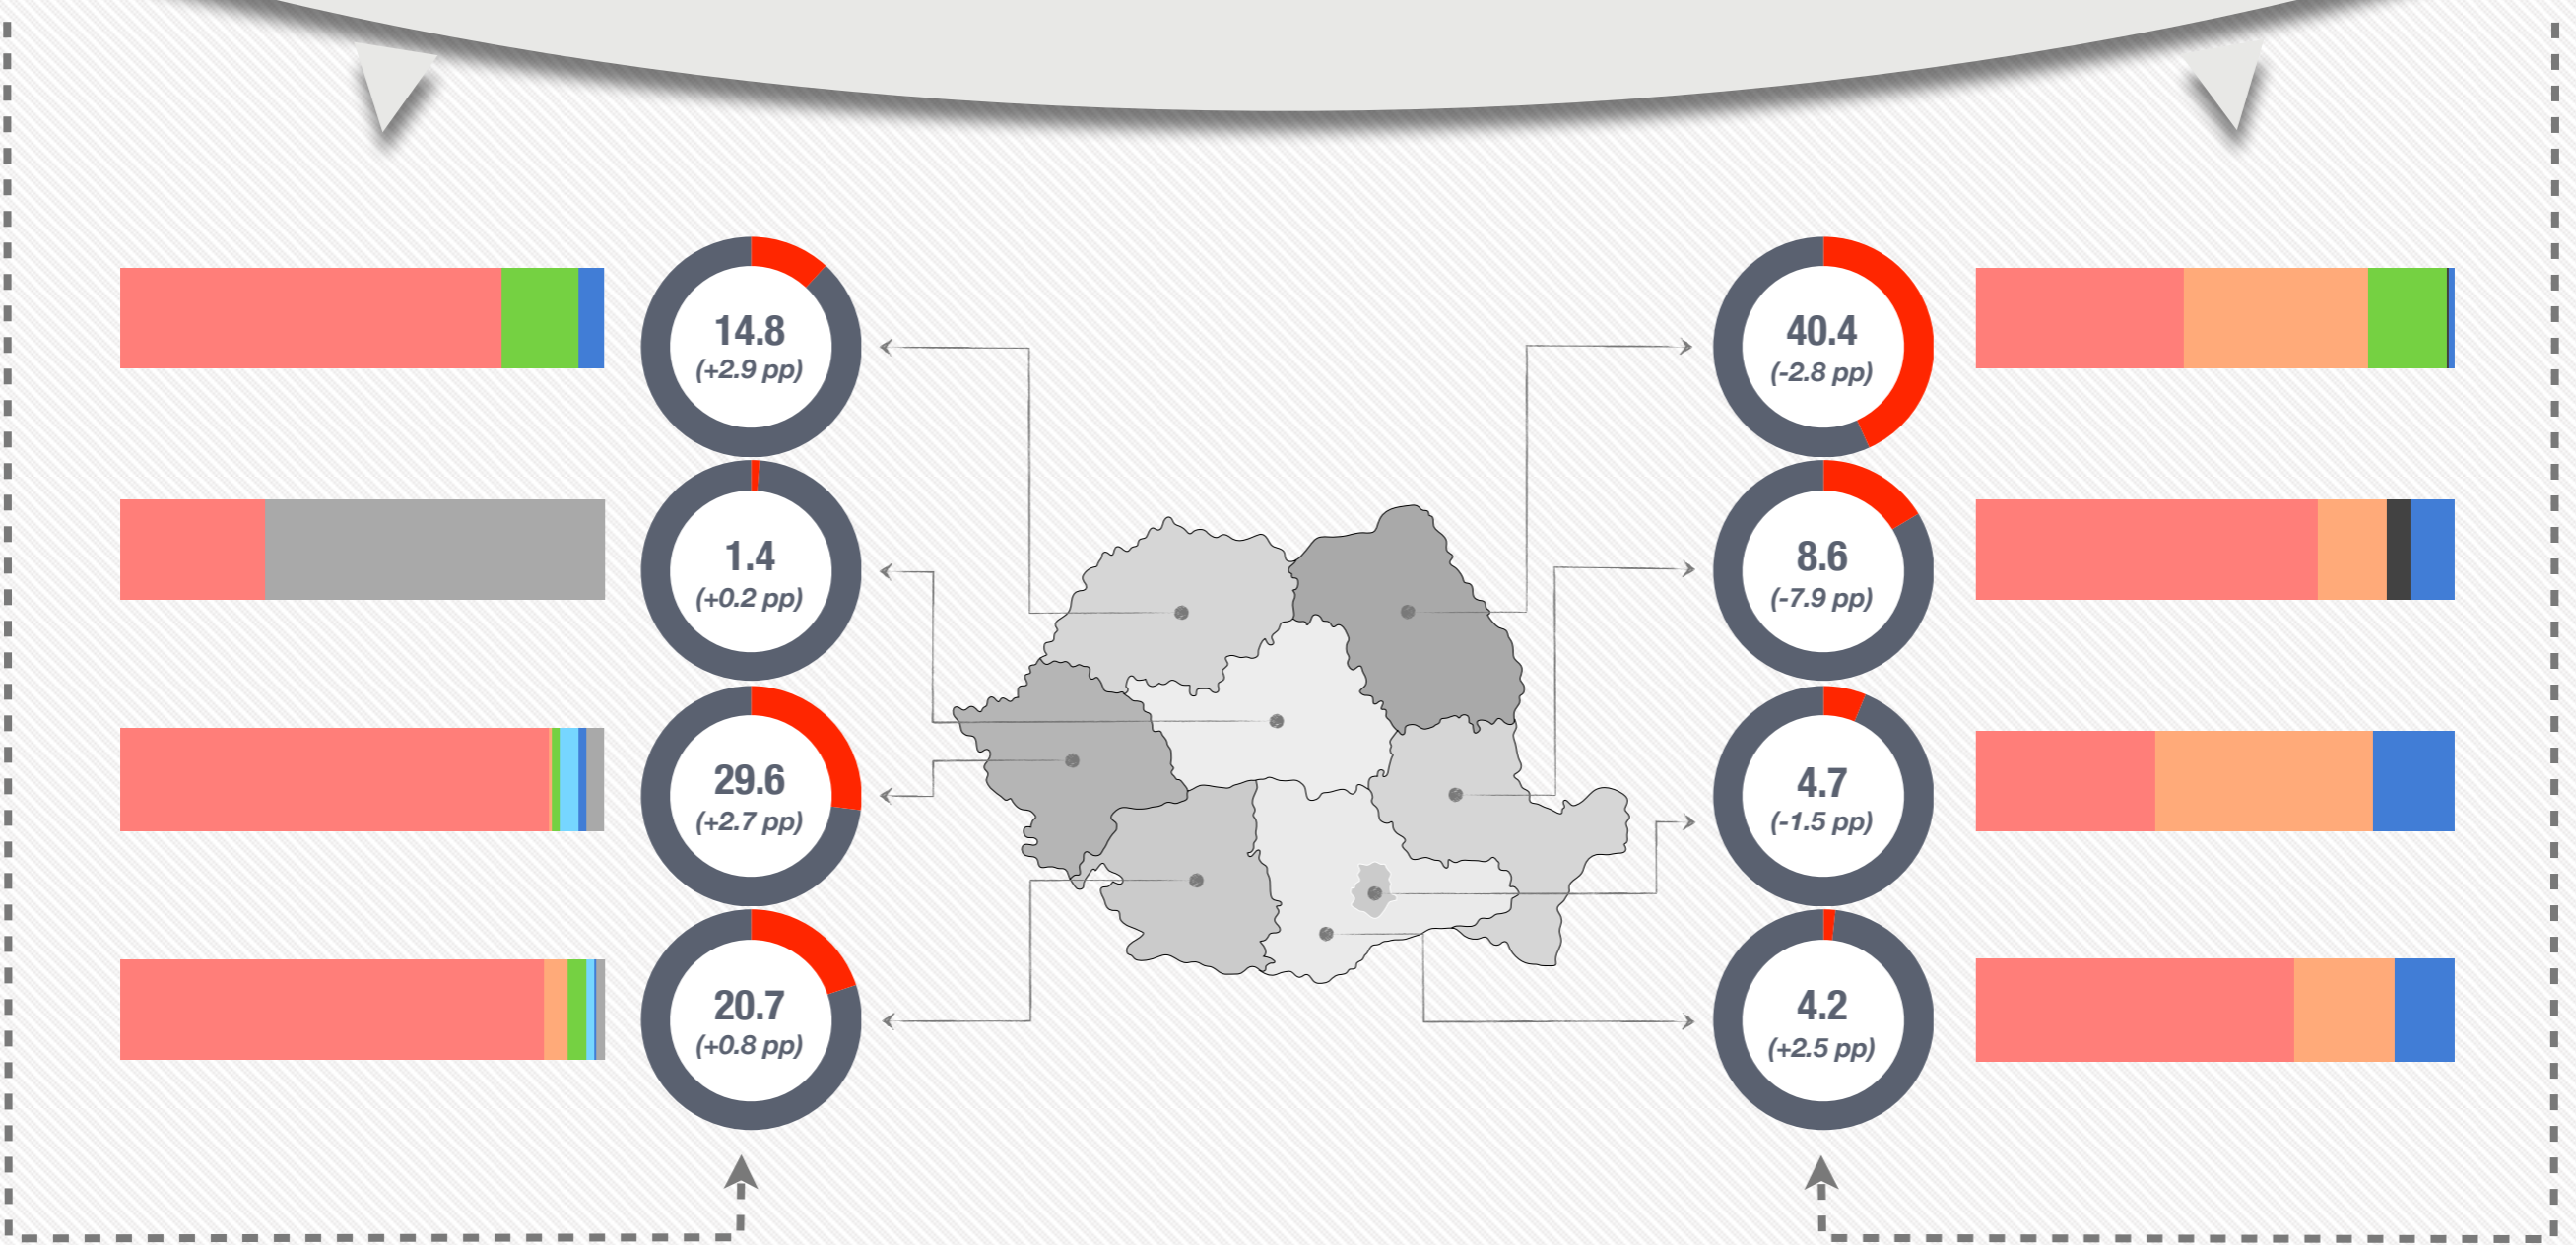 14.8
(+2.9 pp)
1.4
(+0.2 pp)
29.6
(+2.7 pp)
20.7
(+0.8 pp)
40.4
(-2.8 pp)
8.6
(-7.9 pp)
4.7
(-1.5 pp)
4.2
(+2.5 pp)